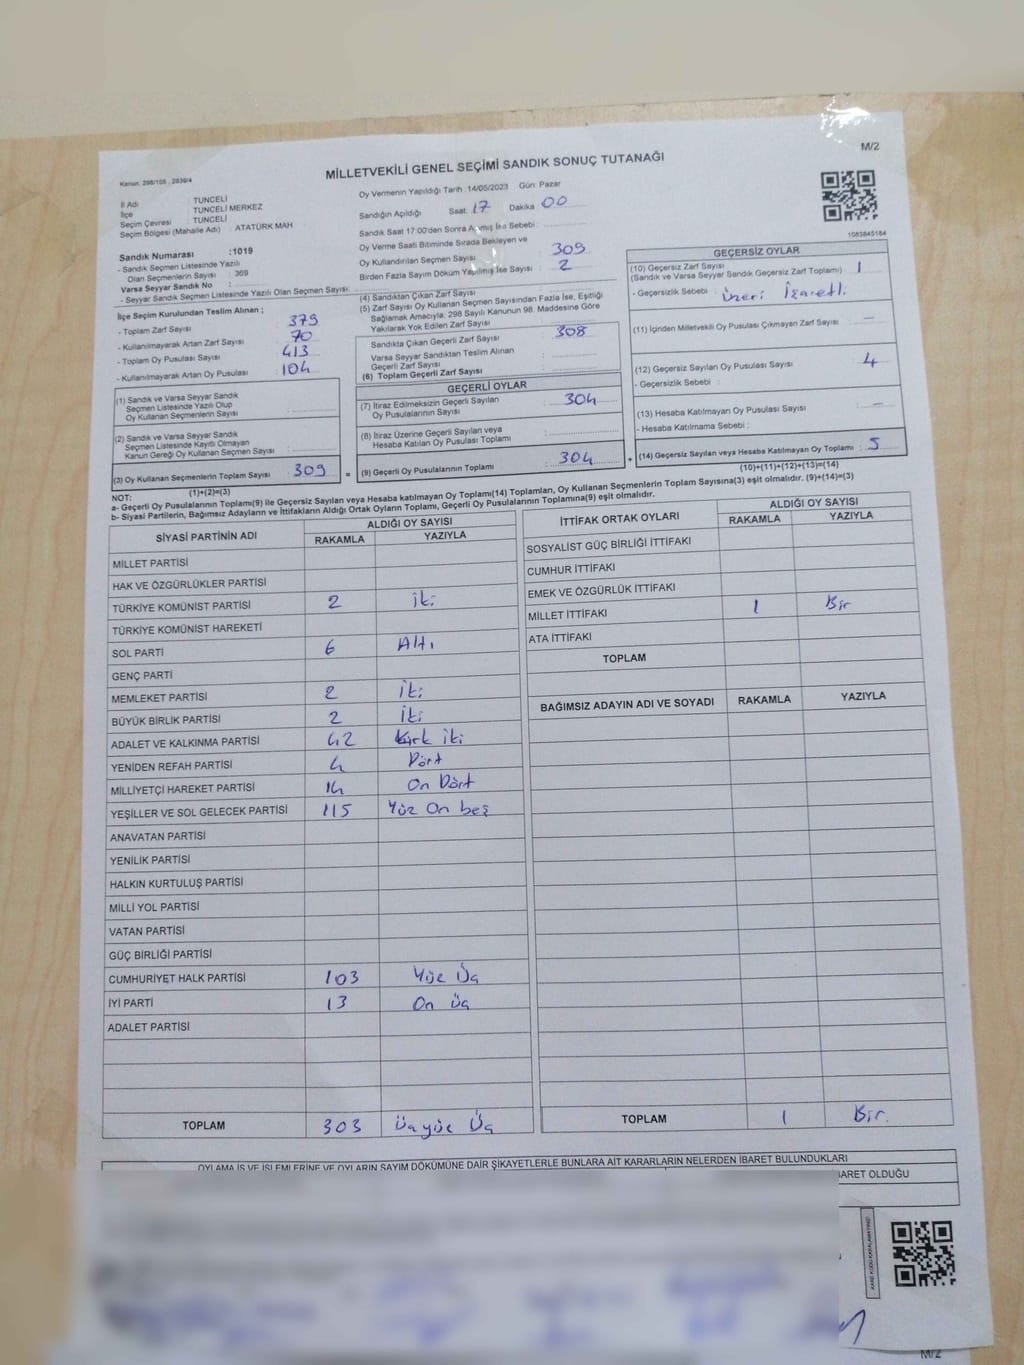 MİLLETVEKİLİ GENEL SEÇİMİ SANDIK SONUÇ TUTANAĞI
M/2
Kanun, 298/105 , 2839/4
İl Adı : TUNCELİ
İlçe : TUNCELİ MERKEZ
Seçim Çevresi : TUNCELİ
Seçim Bölgesi (Mahalle Adı) : ATATÜRK MAH
Sandık Numarası :1019
- Sandık Seçmen Listesinde Yazılı
Olan Seçmenlerin Sayısı : 369
Varsa Seyyar Sandık No :
- Seyyar Sandık Seçmen Listesinde Yazılı Olan Seçmen Sayısı:
İlçe Seçim Kurulundan Teslim Alınan ;
- Toplam Zarf Sayısı : 379
- Kullanılmayarak Artan Zarf Sayısı : 70
- Toplam Oy Pusulası Sayısı : 413
- Kullanılmayarak Artan Oy Pusulası : 104
(1) Sandık ve Varsa Seyyar Sandık
Seçmen Listesinde Yazılı Olup
Oy Kullanan Seçmenlerin Sayısı :
(2) Sandık ve Varsa Seyyar Sandık
Seçmen Listesinde Kayıtlı Olmayan
Kanun Gereği Oy Kullanan Seçmen Sayısı :
(3) Oy Kullanan Seçmenlerin Toplam Sayısı 309 =
(1)+(2)=(3)
Oy Vermenin Yapıldığı Tarih :14/05/2023 Gün: Pazar
Sandığın Açıldığı Saat: 17 Dakika 00
Sandık Saat 17:00'den Sonra Açılmış İse Sebebi :
Oy Verme Saati Bitiminde Sırada Bekleyen ve
Oy Kullandırılan Seçmen Sayısı : 309
Birden Fazla Sayım Döküm Yapılmış İse Sayısı : 2
(4) Sandıktan Çıkan Zarf Sayısı :
(5) Zarf Sayısı Oy Kullanan Seçmen Sayısından Fazla İse, Eşitliği
Sağlamak Amacıyla; 298 Sayılı Kanunun 98. Maddesine Göre
Yakılarak Yok Edilen Zarf Sayısı :
Sandıkta Çıkan Geçerli Zarf Sayısı : 308
Varsa Seyyar Sandıktan Teslim Alınan
Geçerli Zarf Sayısı :
(6) Toplam Geçerli Zarf Sayısı :
GEÇERLİ OYLAR
(7) İtiraz Edilmeksizin Geçerli Sayılan
Oy Pusulalarının Sayısı : 304
(8) İtiraz Üzerine Geçerli Sayılan veya
Hesaba Katılan Oy Pusulası Toplamı :
(9) Geçerli Oy Pusulalarının Toplamı : 304 +
1083845184
GEÇERSİZ OYLAR
(10) Geçersiz Zarf Sayısı
(Sandık ve Varsa Seyyar Sandık Geçersiz Zarf Toplamı) : 1
- Geçersizlik Sebebi : Üzeri İşaretli
(11) İçinden Milletvekili Oy Pusulası Çıkmayan Zarf Sayısı : -
(12) Geçersiz Sayılan Oy Pusulası Sayısı : 4
- Geçersizlik Sebebi :
(13) Hesaba Katılmayan Oy Pusulası Sayısı : -
- Hesaba Katılmama Sebebi :
(14) Geçersiz Sayılan veya Hesaba Katılmayan Oy Toplamı : 5
(10)+(11)+(12)+(13)=(14)
NOT:
a- Geçerli Oy Pusulalarının Toplamı(9) ile Geçersiz Sayılan veya Hesaba katılmayan Oy Toplamı(14) Toplamları, Oy Kullanan Seçmenlerin Toplam Sayısına(3) eşit olmalıdır. (9)+(14)=(3)
b- Siyasi Partilerin, Bağımsız Adayların ve İttifakların Aldığı Ortak Oyların Toplamı, Geçerli Oy Pusulalarının Toplamına(9) eşit olmalıdır.
SİYASİ PARTİNİN ADI ALDIĞI OY SAYISI
RAKAMLA YAZIYLA
MİLLET PARTİSİ
HAK VE ÖZGÜRLÜKLER PARTİSİ
TÜRKİYE KOMÜNİST PARTİSİ 2 İki
TÜRKİYE KOMÜNİST HAREKETİ
SOL PARTİ 6 Altı
GENÇ PARTİ
MEMLEKET PARTİSİ 2 İki
BÜYÜK BİRLİK PARTİSİ 2 İki
ADALET VE KALKINMA PARTİSİ 42 Kırk iki
YENİDEN REFAH PARTİSİ 4 Dört
MİLLİYETÇİ HAREKET PARTİSİ 14 On Dört
YEŞİLLER VE SOL GELECEK PARTİSİ 115 Yüz On beş
ANAVATAN PARTİSİ
YENİLİK PARTİSİ
HALKIN KURTULUŞ PARTİSİ
MİLLİ YOL PARTİSİ
VATAN PARTİSİ
GÜÇ BİRLİĞİ PARTİSİ
CUMHURİYET HALK PARTİSİ 103 Yüz Üç
İYİ PARTİ 13 On üç
ADALET PARTİSİ
TOPLAM 303 Üçyüz Üç
İTTİFAK ORTAK OYLARI ALDIĞI OY SAYISI
RAKAMLA YAZIYLA
SOSYALİST GÜÇ BİRLİĞİ İTTİFAKI
CUMHUR İTTİFAKI
EMEK VE ÖZGÜRLÜK İTTİFAKI
MİLLET İTTİFAKI 1 Bir
ATA İTTİFAKI
TOPLAM
BAĞIMSIZ ADAYIN ADI VE SOYADI RAKAMLA YAZIYLA
TOPLAM 1 Bir.
OYLAMA İŞ VE İŞLEMLERİNE VE OYLARIN SAYIM DÖKÜMÜNE DAİR ŞİKAYETLERLE BUNLARA AİT KARARLARIN NELERDEN İBARET BULUNDUKLARI
BARET OLDUĞU
M/2